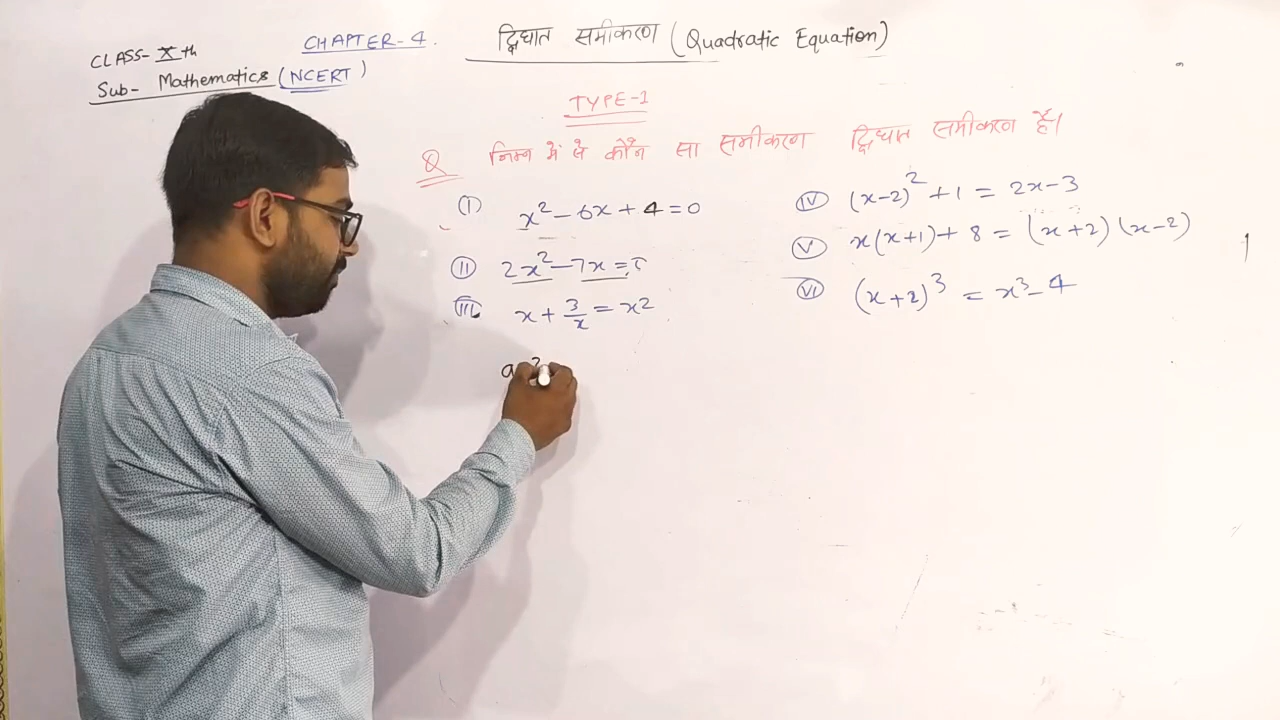 CLASS- X th
Sub- Mathematics (NCERT)
CHAPTER-4.
द्विघात समीकरण (Quadratic Equation)
TYPE-1
Q निम्न में से कौन सा समीकरण द्विघात समीकरण है।
(I) x² - 6x + 4 = 0
(II) 2x² - 7x =
(III) x + 3/x = x²
(IV) (x-2)² + 1 = 2x - 3
(V) x(x+1) + 8 = (x+2)(x-2)
(VI) (x+2)³ = x³ - 4
a